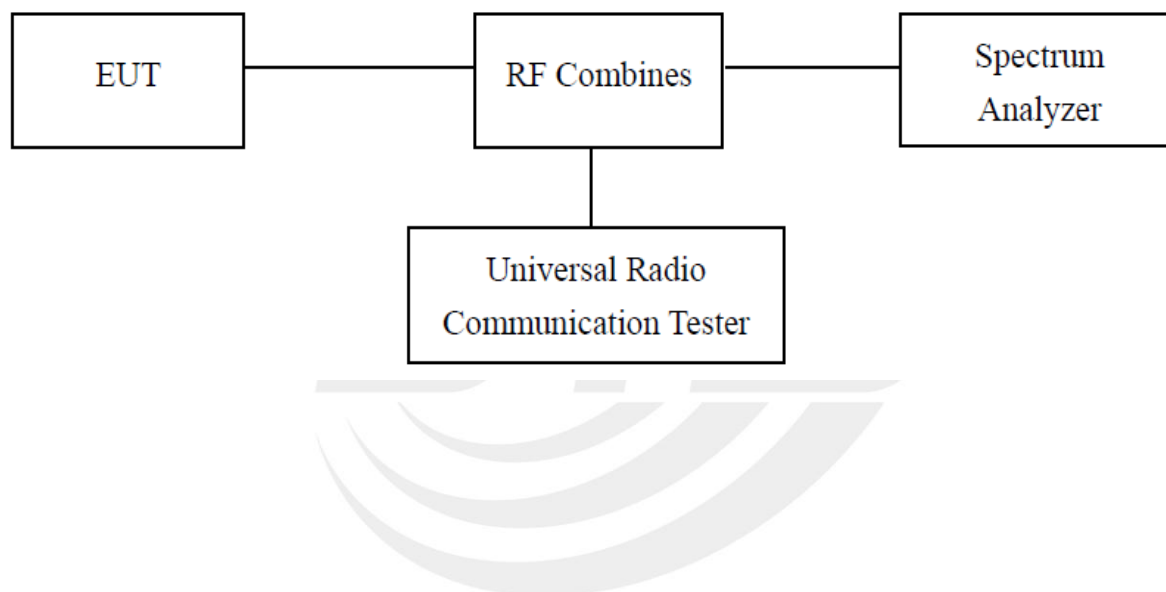 EUT
RF Combines
Spectrum
Analyzer
Universal Radio
Communication Tester